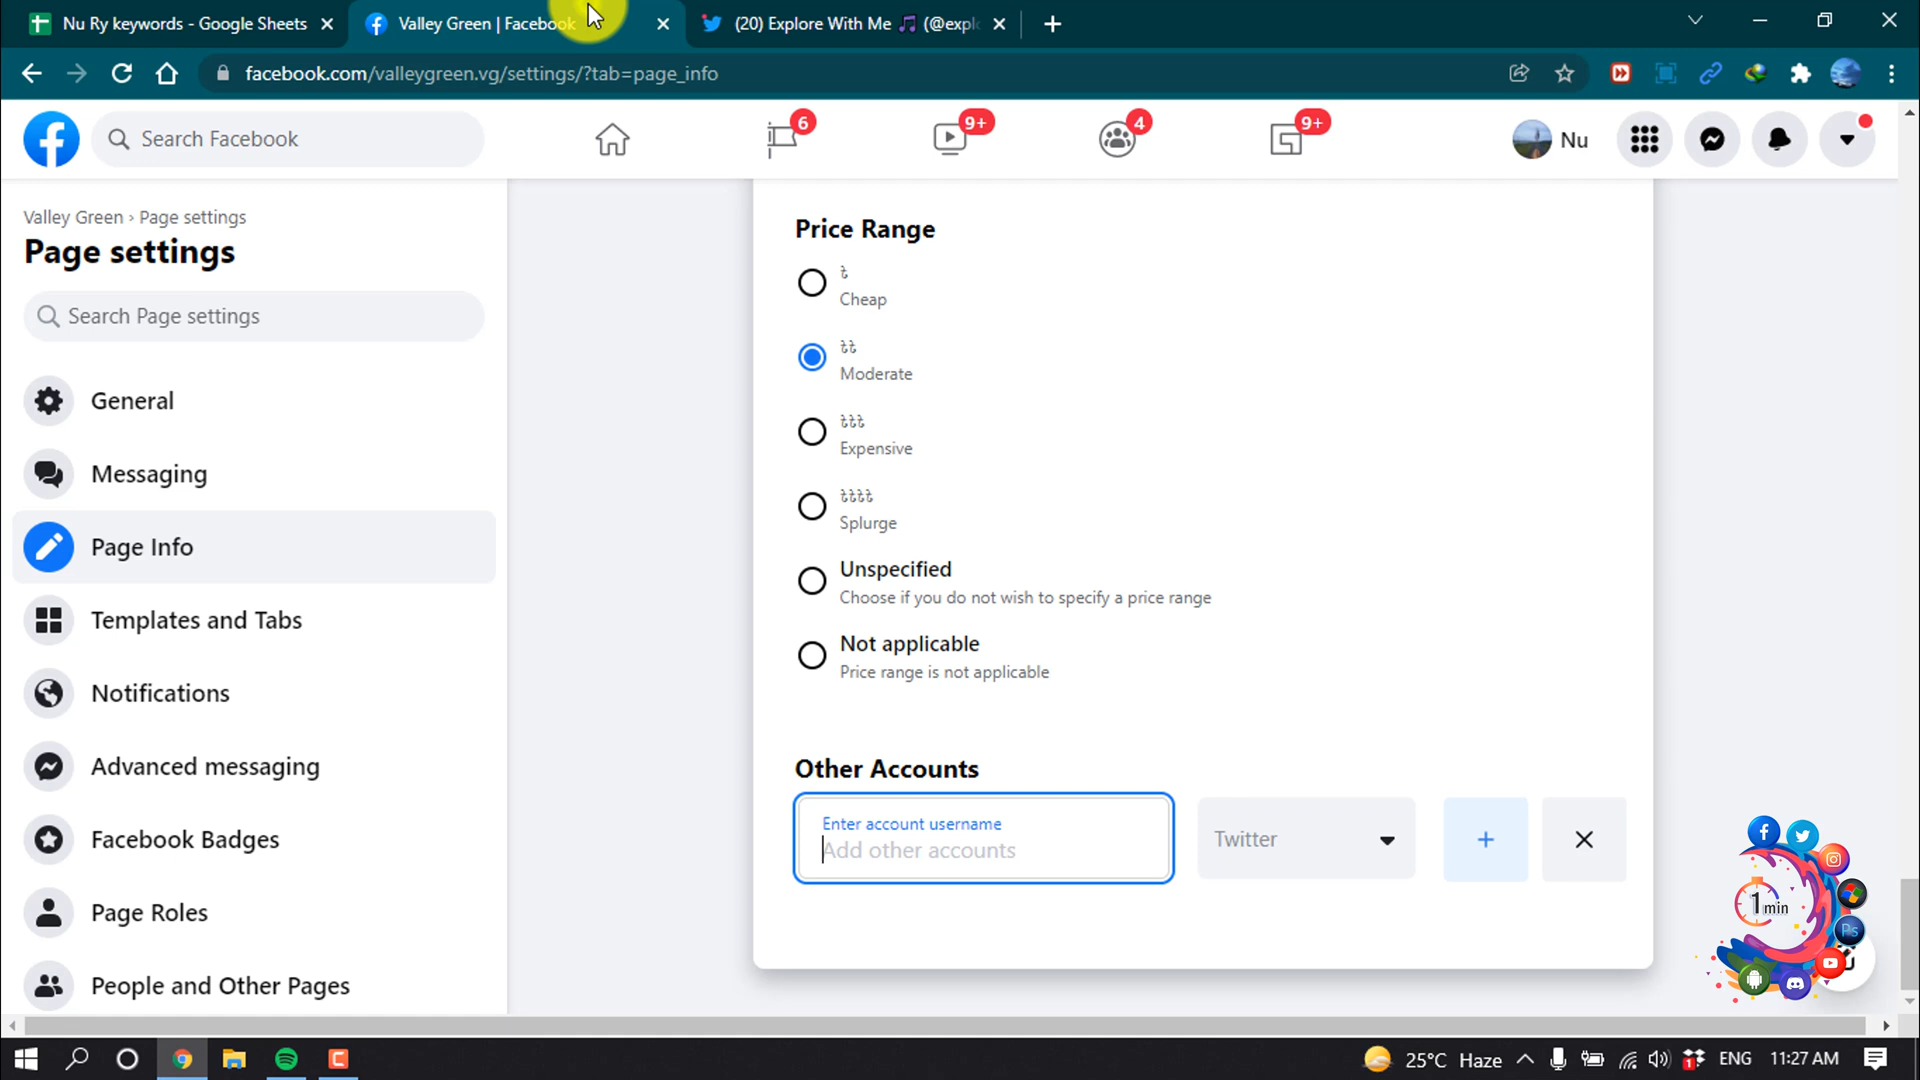 Nu Ry keywords - Google Sheets
Valley Green | Facebook
(20) Explore With Me 🎵 (@expl
facebook.com/valleygreen.vg/settings/?tab=page_info
Search Facebook
6
9+
4
9+
Nu
Valley Green › Page settings
Page settings
Search Page settings
General
Messaging
Page Info
Templates and Tabs
Notifications
Advanced messaging
Facebook Badges
Page Roles
People and Other Pages
Price Range
৳
Cheap
৳৳
Moderate
৳৳৳
Expensive
৳৳৳৳
Splurge
Unspecified
Choose if you do not wish to specify a price range
Not applicable
Price range is not applicable
Other Accounts
Enter account username
Add other accounts
Twitter
1 min
Ps
25°C Haze
1
ENG
11:27 AM